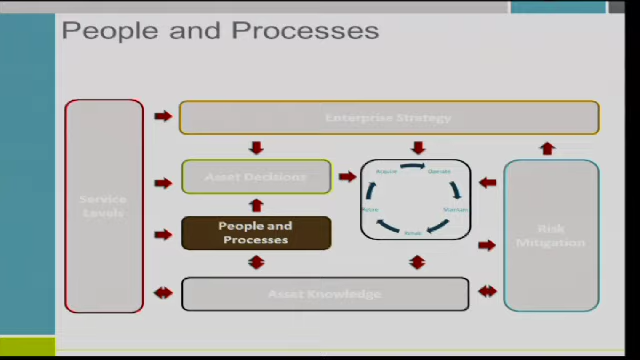 People and Processes
Enterprise Strategy
Service
Levels
Asset Decisions
People and
Processes
Acquire
Operate
Maintain
Retire
Risk
Mitigation
Asset Knowledge